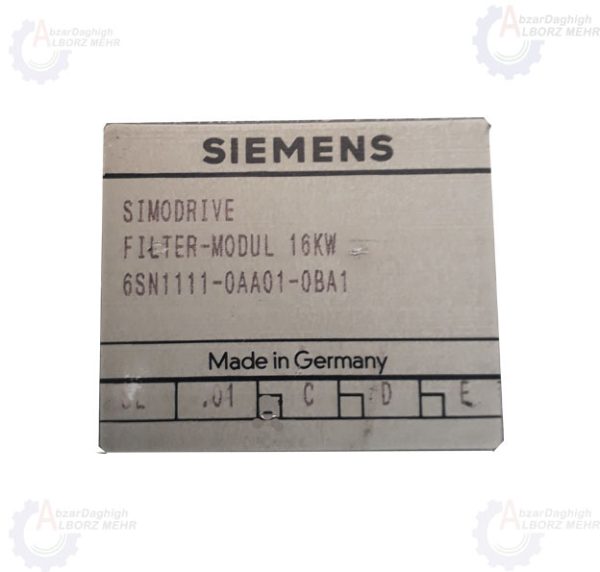 AbzarDaghigh
ALBORZ MEHR
AbzarDaghigh
ALBORZ MEHR
SIEMENS
SIMODRIVE
FILTER-MODUL 16KW
6SN1111-0AA01-0BA1
Made in Germany
.01 C D E
AbzarDaghigh
ALBORZ MEHR
AbzarDaghigh
ALBORZ MEHR